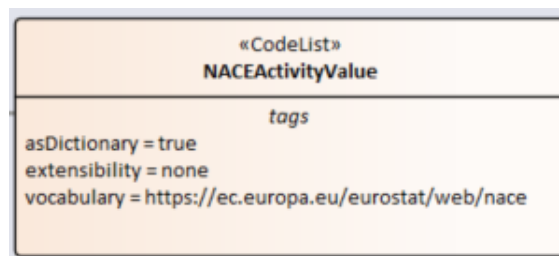 «CodeList»
NACEActivityValue
tags
asDictionary = true
extensibility = none
vocabulary = https://ec.europa.eu/eurostat/web/nace